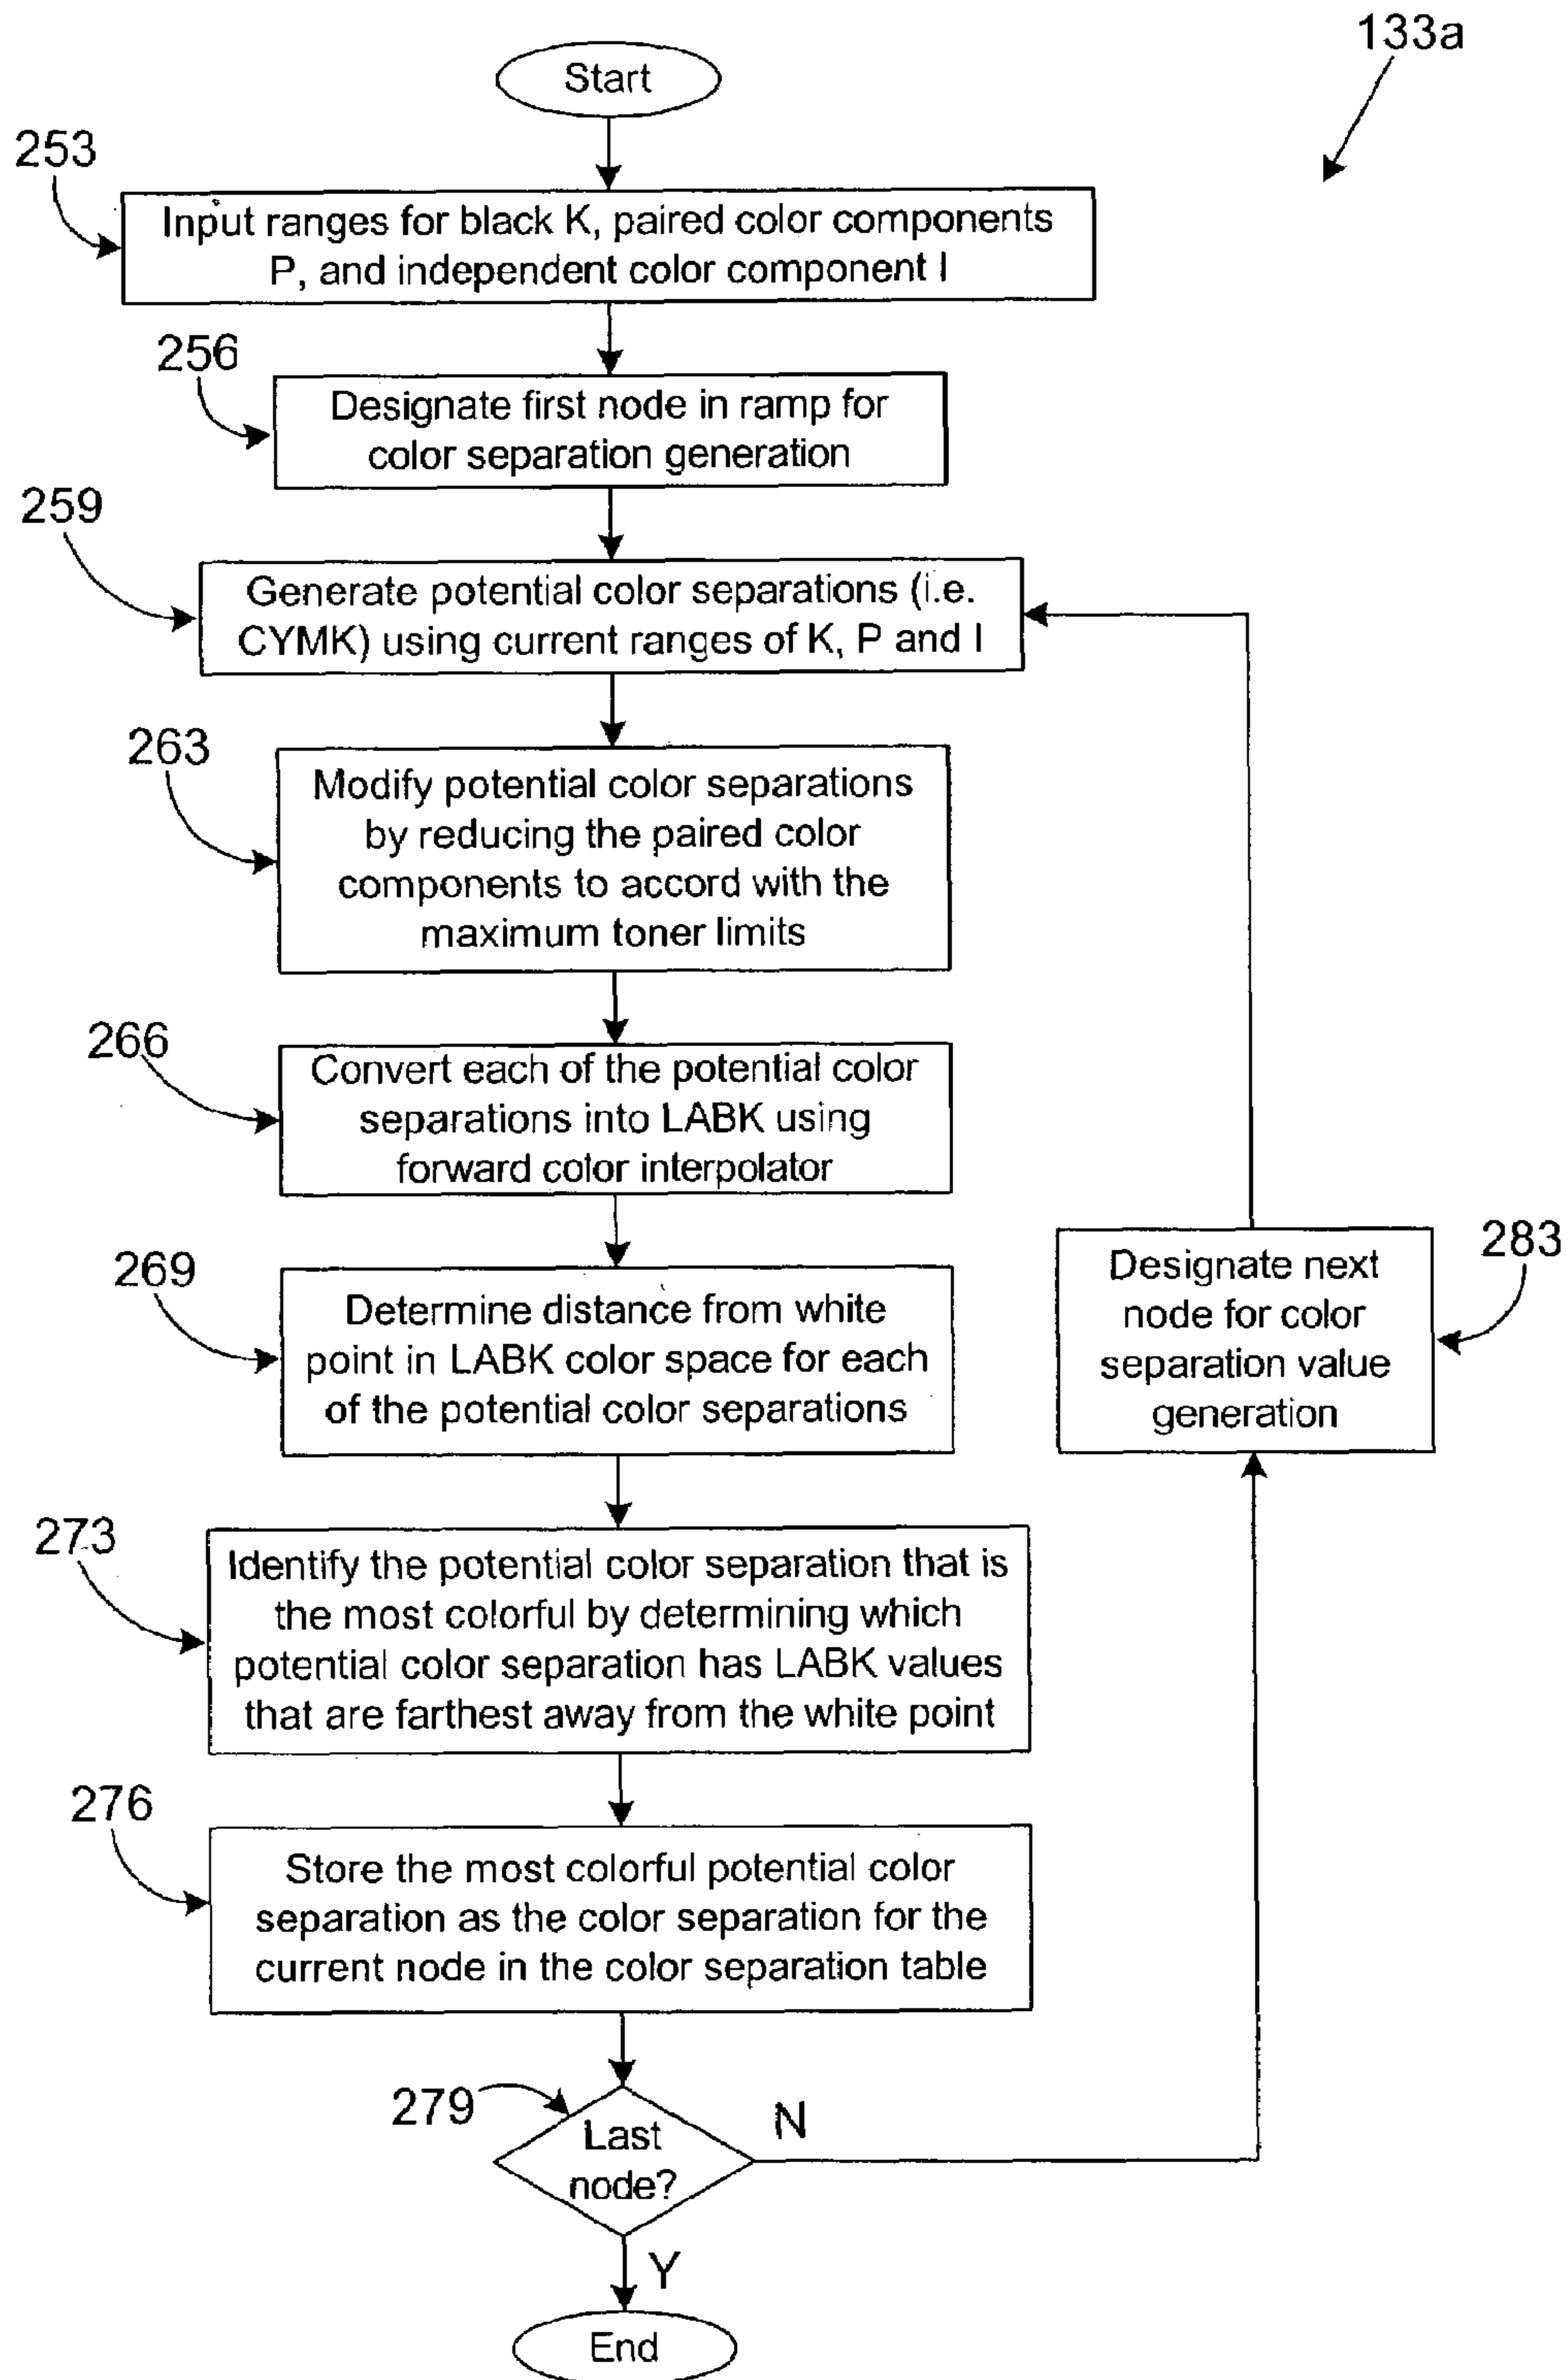 133a
Start
253
Input ranges for black K, paired color components
P, and independent color component I
256
Designate first node in ramp for
color separation generation
259
Generate potential color separations (i.e.
CYMK) using current ranges of K, P and I
263
Modify potential color separations
by reducing the paired color
components to accord with the
maximum toner limits
266
Convert each of the potential color
separations into LABK using
forward color interpolator
269
Determine distance from white
point in LABK color space for each
of the potential color separations
283
Designate next
node for color
separation value
generation
273
Identify the potential color separation that is
the most colorful by determining which
potential color separation has LABK values
that are farthest away from the white point
276
Store the most colorful potential color
separation as the color separation for the
current node in the color separation table
279
Last
node?
N
Y
End